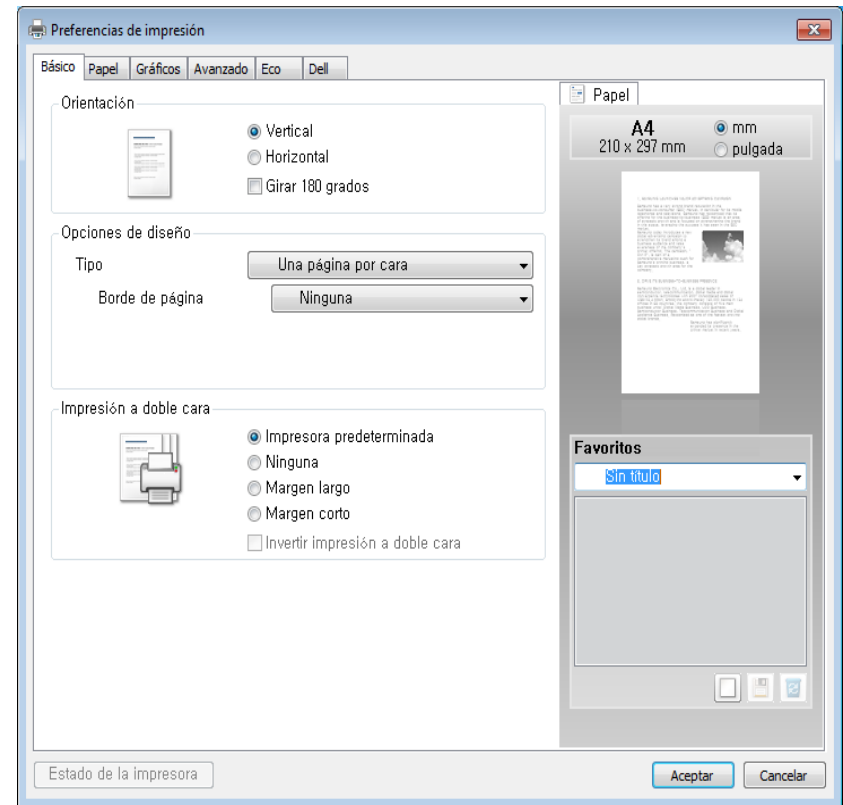 Preferencias de impresión
Básico Papel Gráficos Avanzado Eco Dell
Orientación
Vertical
Horizontal
Girar 180 grados
Opciones de diseño
Tipo Una página por cara
Borde de página Ninguna
Impresión a doble cara
Impresora predeterminada
Ninguna
Margen largo
Margen corto
Invertir impresión a doble cara
Papel
A4 mm
210 x 297 mm pulgada
Favoritos
Sin título
Estado de la impresora
Aceptar Cancelar